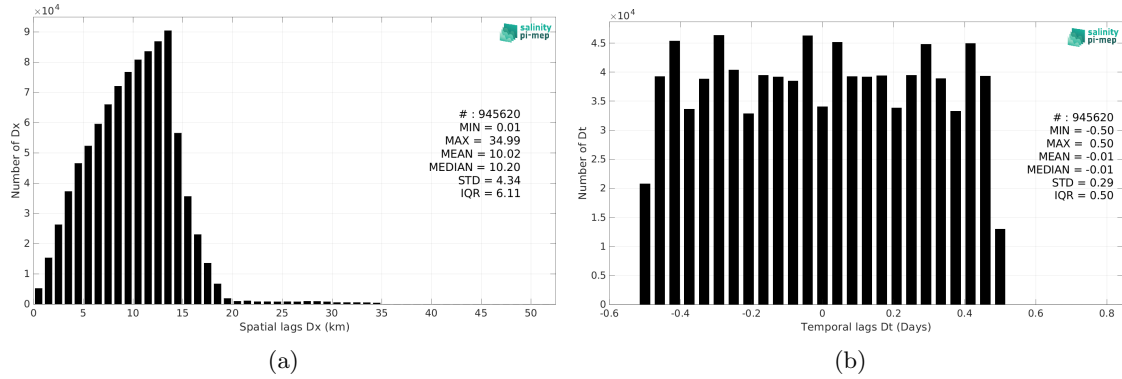 ×10⁴
salinity
pi-mep
10
9
8
7
6
5
4
3
2
1
0
Number of Dx
# : 945620
MIN = 0.01
MAX = 34.99
MEAN = 10.02
MEDIAN = 10.20
STD = 4.34
IQR = 6.11
0 5 10 15 20 25 30 35 40 45 50
Spatial lags Dx (km)
(a)
×10⁴
salinity
pi-mep
4.5
4
3.5
3
2.5
2
1.5
1
0.5
0
Number of Dt
# : 945620
MIN = -0.50
MAX = 0.50
MEAN = -0.01
MEDIAN = -0.01
STD = 0.29
IQR = 0.50
-0.6 -0.4 -0.2 0 0.2 0.4 0.6 0.8
Temporal lags Dt (Days)
(b)